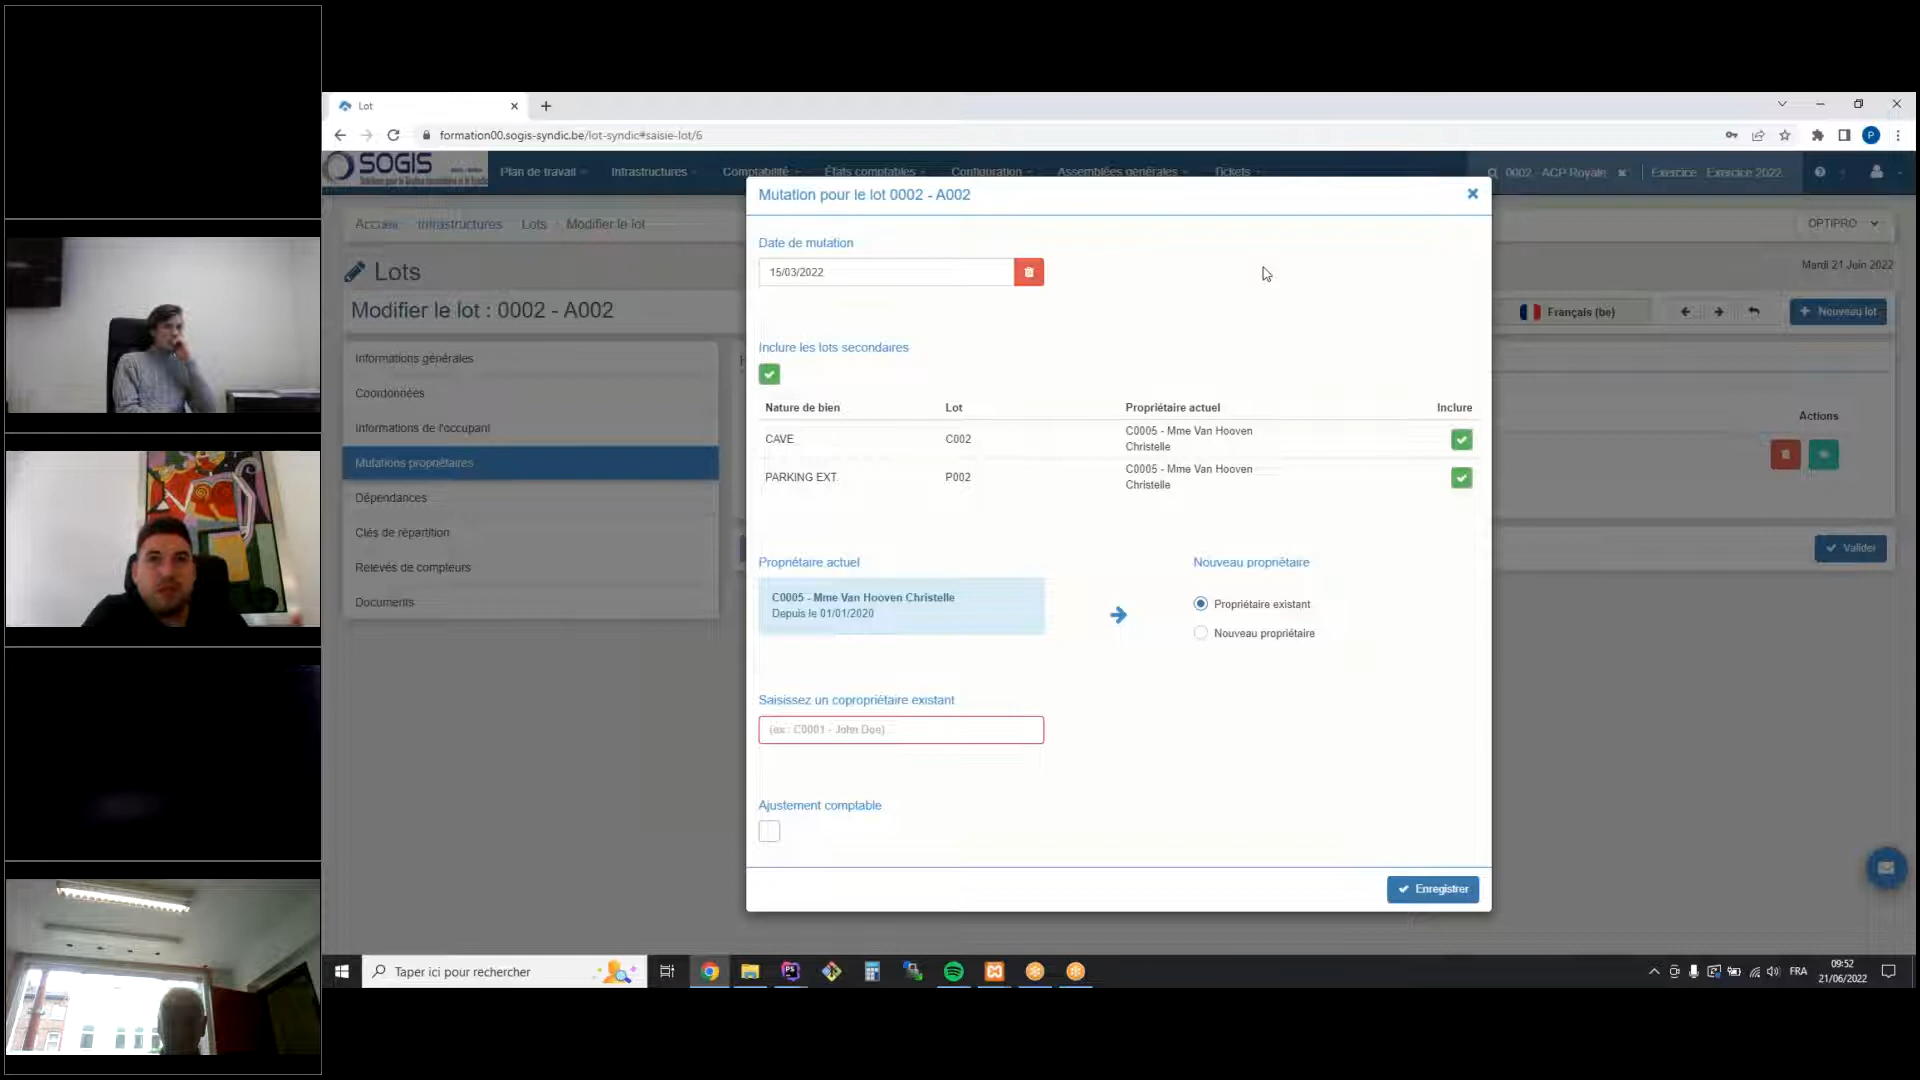 Lot
formation00.sogis-syndic.be/lot-syndic#saisie-lot/6
P
SOGIS
Plan de travail
Infrastructures
Comptabilité
États comptables
Configuration
Assemblées générales
Tickets
0002 - ACP Royale
Exercice : Exercice 2022
Accueil
Infrastructures
Lots
Modifier le lot
OPTIPRO
Lots
Mardi 21 Juin 2022
Modifier le lot : 0002 - A002
Français (be)
Nouveau lot
Informations générales
Coordonnées
Informations de l'occupant
Mutations propriétaires
Dépendances
Clés de répartition
Relevés de compteurs
Documents
Actions
Valider
Mutation pour le lot 0002 - A002
Date de mutation
15/03/2022
Inclure les lots secondaires
Nature de bien Lot Propriétaire actuel Inclure
CAVE C002 C0005 - Mme Van Hooven
Christelle
PARKING EXT. P002 C0005 - Mme Van Hooven
Christelle
Propriétaire actuel
C0005 - Mme Van Hooven Christelle
Depuis le 01/01/2020
Nouveau propriétaire
Propriétaire existant
Nouveau propriétaire
Saisissez un copropriétaire existant
(ex : C0001 - John Doe)
Ajustement comptable
Enregistrer
Taper ici pour rechercher
PS
FRA
09:52
21/06/2022